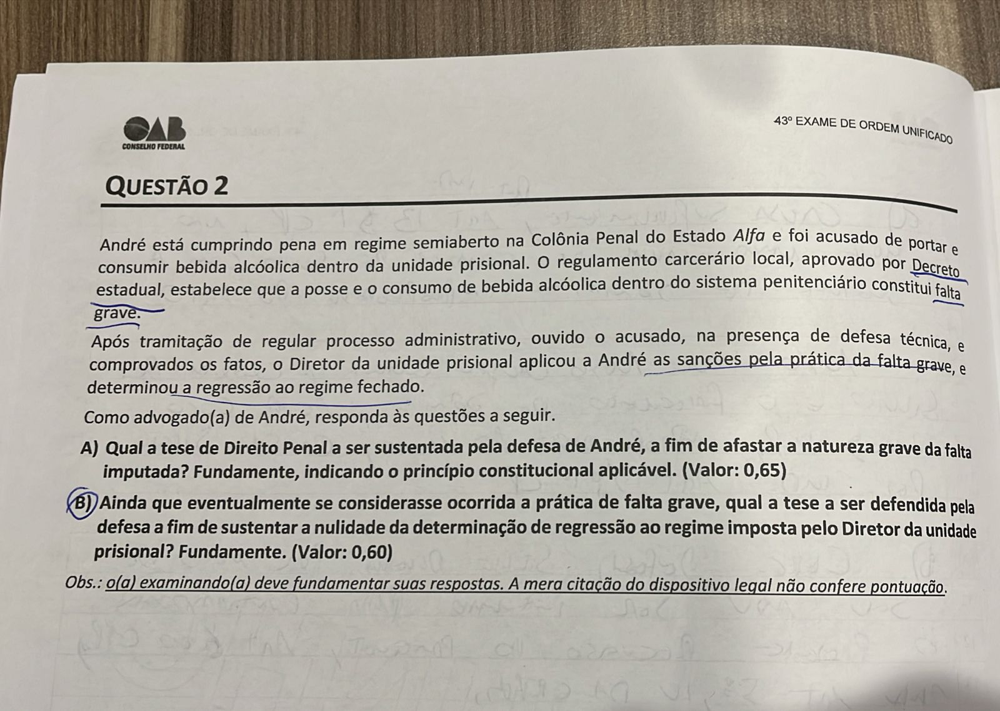 OAB
CONSELHO FEDERAL
43º EXAME DE ORDEM UNIFICADO
QUESTÃO 2
André está cumprindo pena em regime semiaberto na Colônia Penal do Estado Alfa e foi acusado de portar e
consumir bebida alcóolica dentro da unidade prisional. O regulamento carcerário local, aprovado por Decreto
estadual, estabelece que a posse e o consumo de bebida alcóolica dentro do sistema penitenciário constitui falta
grave.
Após tramitação de regular processo administrativo, ouvido o acusado, na presença de defesa técnica, e
comprovados os fatos, o Diretor da unidade prisional aplicou a André as sanções pela prática da falta grave, e
determinou a regressão ao regime fechado.
Como advogado(a) de André, responda às questões a seguir.
A) Qual a tese de Direito Penal a ser sustentada pela defesa de André, a fim de afastar a natureza grave da falta
imputada? Fundamente, indicando o princípio constitucional aplicável. (Valor: 0,65)
B) Ainda que eventualmente se considerasse ocorrida a prática de falta grave, qual a tese a ser defendida pela
defesa a fim de sustentar a nulidade da determinação de regressão ao regime imposta pelo Diretor da unidade
prisional? Fundamente. (Valor: 0,60)
Obs.: o(a) examinando(a) deve fundamentar suas respostas. A mera citação do dispositivo legal não confere pontuação.